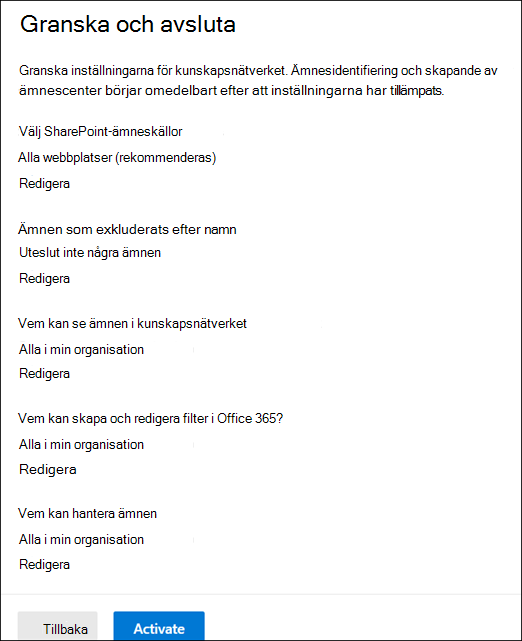 Granska och avsluta
Granska inställningarna för kunskapsnätverket. Ämnesidentifiering och skapande av
ämnescenter börjar omedelbart efter att inställningarna har tillämpats.
Välj SharePoint-ämneskällor
Alla webbplatser (rekommenderas)
Redigera
Ämnen som exkluderats efter namn
Uteslut inte några ämnen
Redigera
Vem kan se ämnen i kunskapsnätverket
Alla i min organisation
Redigera
Vem kan skapa och redigera filter i Office 365?
Alla i min organisation
Redigera
Vem kan hantera ämnen
Alla i min organisation
Redigera
Tillbaka Activate